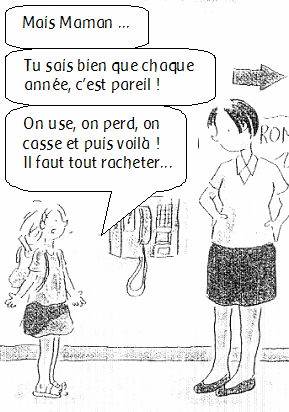 Mais Maman ...
Tu sais bien que chaque
année, c'est pareil !
On use, on perd, on
casse et puis voilà !
Il faut tout racheter...